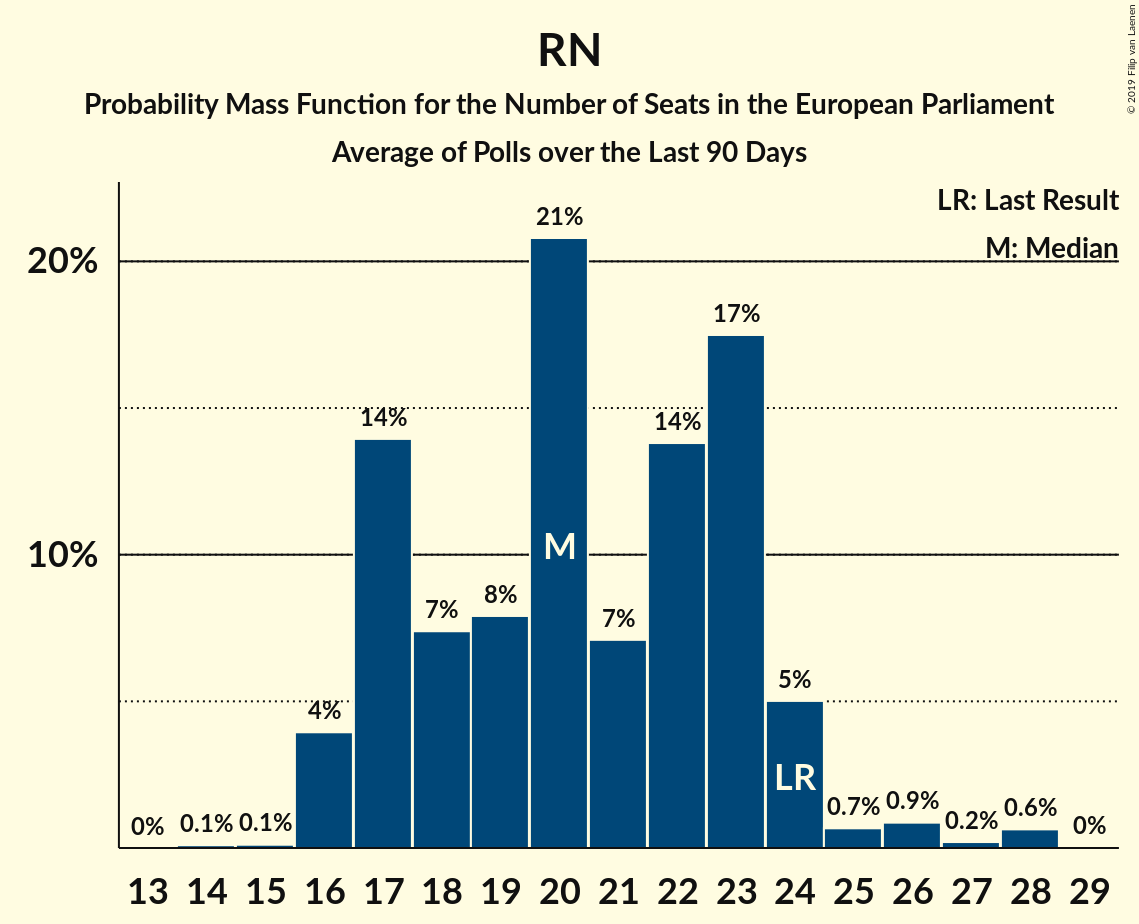 RN
Probability Mass Function for the Number of Seats in the European Parliament
Average of Polls over the Last 90 Days
© 2019 Filip van Laenen
LR: Last Result
M: Median
20%
10%
0%
0.1%
0.1%
4%
14%
7%
8%
21%
7%
14%
17%
5%
0.7%
0.9%
0.2%
0.6%
0%
M
LR
13 14 15 16 17 18 19 20 21 22 23 24 25 26 27 28 29